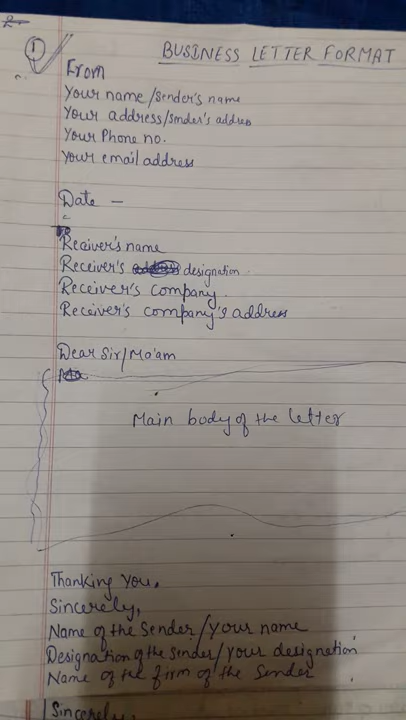 ①
BUSINESS LETTER FORMAT
From
Your name/sender's name
Your address/sender's addres
Your Phone no.
Your email address
Date –
Receiver's name
Receiver's designation.
Receiver's company.
Receiver's company's address
Dear Sir/Ma'am
Main body of the letter
Thanking You.
Sincerely,
Name of the Sender/your name
Designation of the sender/your designation
Name of the firm of the Sender.
Sincerely,